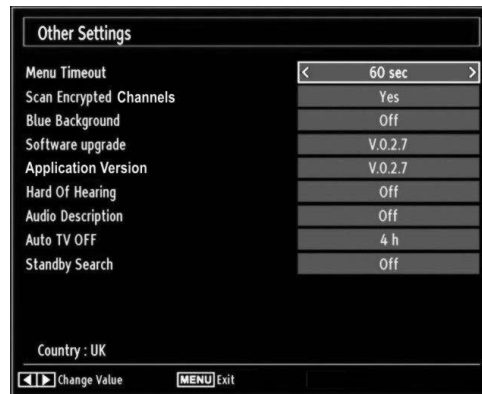 Other Settings
Menu Timeout < 60 sec >
Scan Encrypted Channels Yes
Blue Background Off
Software upgrade V.0.2.7
Application Version V.0.2.7
Hard Of Hearing Off
Audio Description Off
Auto TV OFF 4 h
Standby Search Off
Country : UK
Change Value MENU Exit